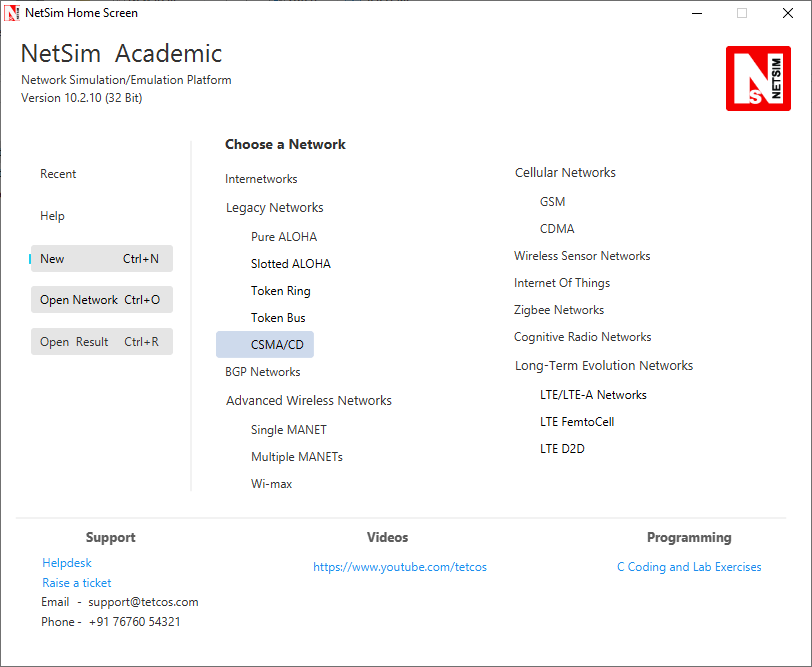 NetSim Home Screen
NetSim Academic
Network Simulation/Emulation Platform
Version 10.2.10 (32 Bit)
NS
NETSIM
Recent
Help
New Ctrl+N
Open Network Ctrl+O
Open Result Ctrl+R
Choose a Network
Internetworks
Legacy Networks
Pure ALOHA
Slotted ALOHA
Token Ring
Token Bus
CSMA/CD
BGP Networks
Advanced Wireless Networks
Single MANET
Multiple MANETs
Wi-max
Cellular Networks
GSM
CDMA
Wireless Sensor Networks
Internet Of Things
Zigbee Networks
Cognitive Radio Networks
Long-Term Evolution Networks
LTE/LTE-A Networks
LTE FemtoCell
LTE D2D
Support
Helpdesk
Raise a ticket
Email - support@tetcos.com
Phone - +91 76760 54321
Videos
https://www.youtube.com/tetcos
Programming
C Coding and Lab Exercises